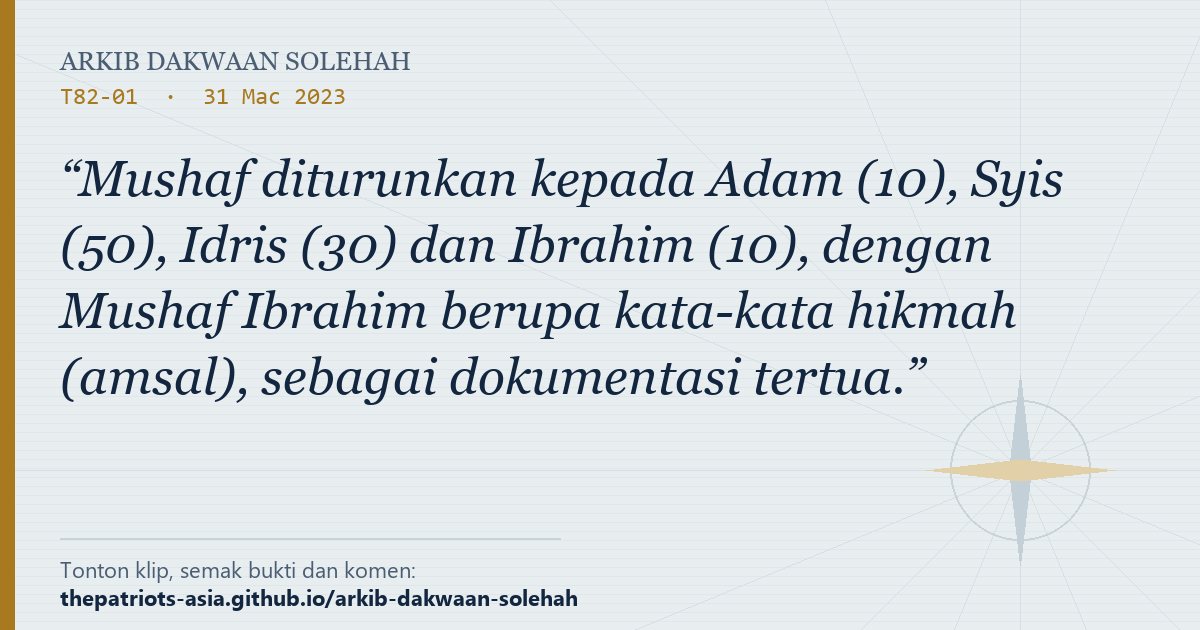 ARKIB DAKWAAN SOLEHAH
T82-01 · 31 Mac 2023
“Mushaf diturunkan kepada Adam (10), Syis
(50), Idris (30) dan Ibrahim (10), dengan
Mushaf Ibrahim berupa kata-kata hikmah
(amsal), sebagai dokumentasi tertua.”
Tonton klip, semak bukti dan komen:
thepatriots-asia.github.io/arkib-dakwaan-solehah